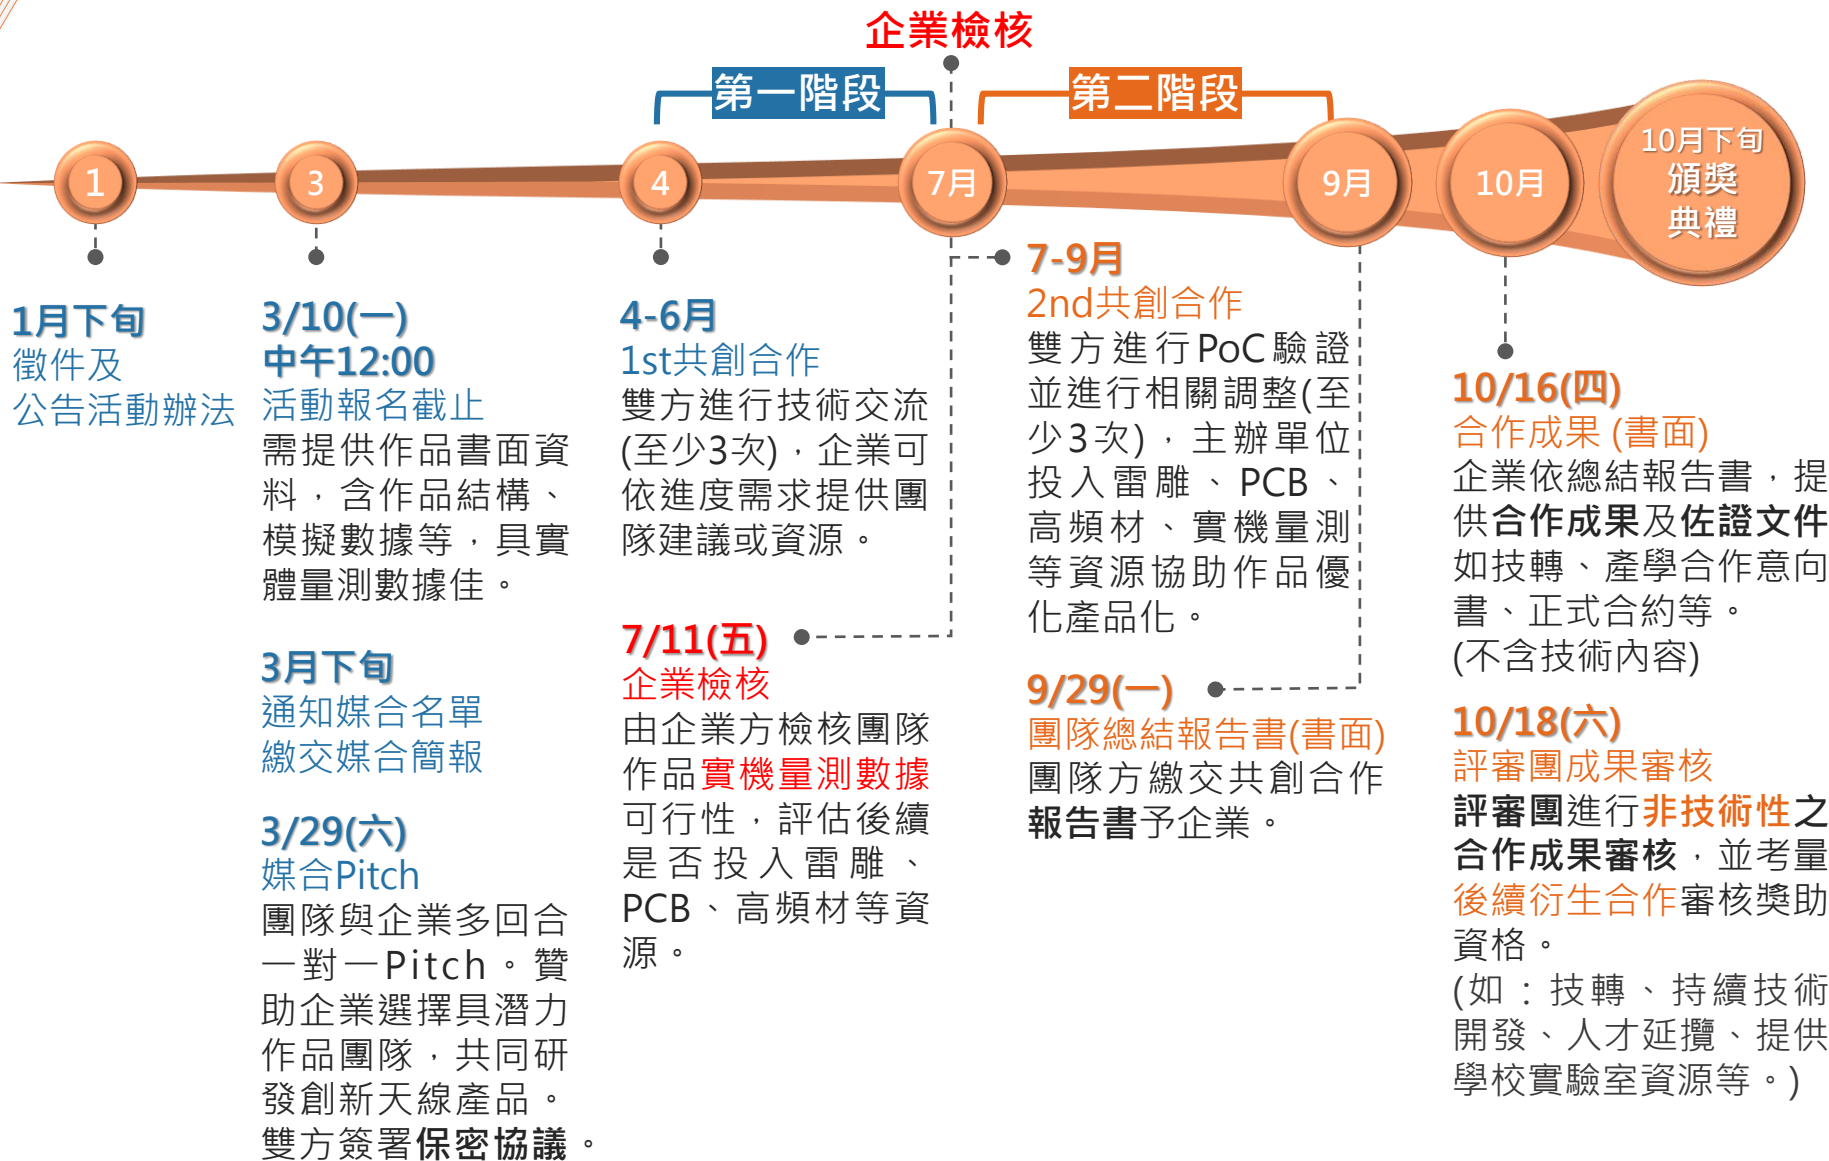 企業檢核
第一階段
第二階段
1
3
4
7月
9月
10月
10月下旬
頒獎
典禮
1月下旬
徵件及
公告活動辦法
3/10(一)
中午12:00
活動報名截止
需提供作品書面資
料，含作品結構、
模擬數據等，具實
體量測數據佳。
3月下旬
通知媒合名單
繳交媒合簡報
3/29(六)
媒合Pitch
團隊與企業多回合
一對一Pitch。贊
助企業選擇具潛力
作品團隊，共同研
發創新天線產品。
雙方簽署保密協議。
4-6月
1st共創合作
雙方進行技術交流
(至少3次)，企業可
依進度需求提供團
隊建議或資源。
7/11(五)
企業檢核
由企業方檢核團隊
作品實機量測數據
可行性，評估後續
是否投入雷雕、
PCB、高頻材等資
源。
7-9月
2nd共創合作
雙方進行PoC驗證
並進行相關調整(至
少3次)，主辦單位
投入雷雕、PCB、
高頻材、實機量測
等資源協助作品優
化產品化。
9/29(一)
團隊總結報告書(書面)
團隊方繳交共創合作
報告書予企業。
10/16(四)
合作成果 (書面)
企業依總結報告書，提
供合作成果及佐證文件
如技轉、產學合作意向
書、正式合約等。
(不含技術內容)
10/18(六)
評審團成果審核
評審團進行非技術性之
合作成果審核，並考量
後續衍生合作審核獎助
資格。
(如：技轉、持續技術
開發、人才延攬、提供
學校實驗室資源等。)